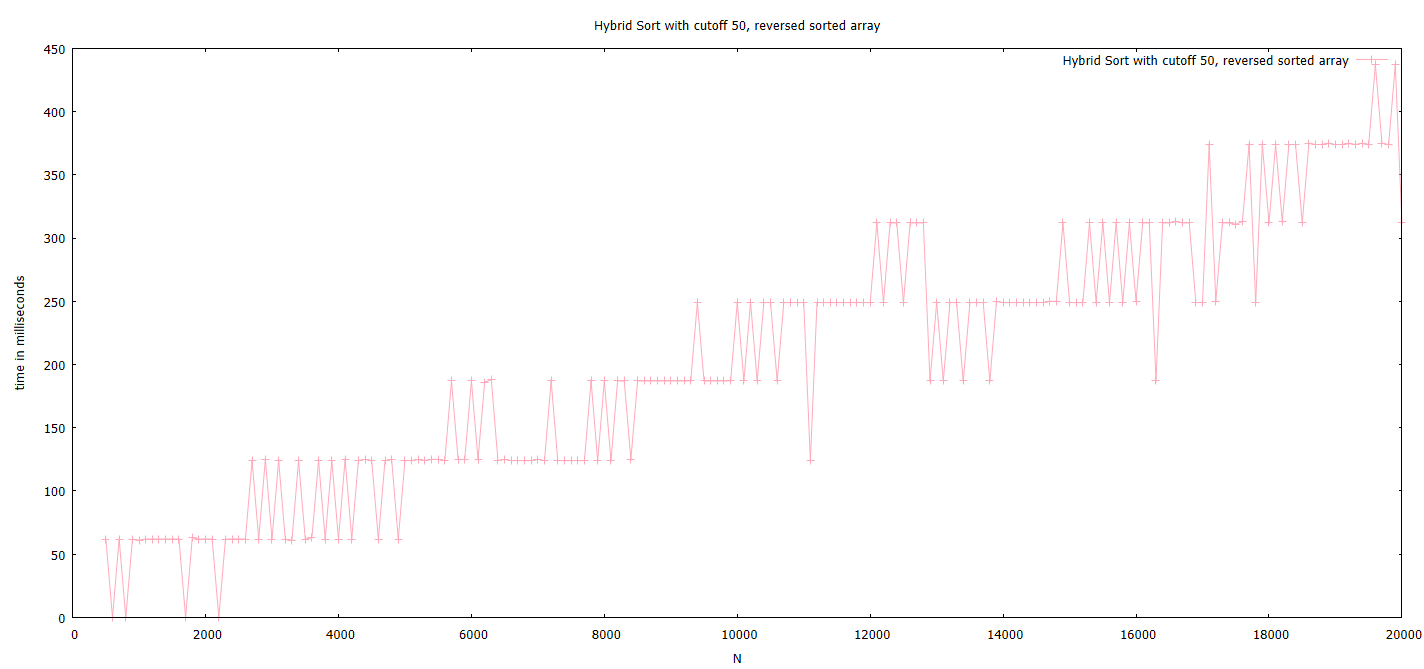 Hybrid Sort with cutoff 50, reversed sorted array
Hybrid Sort with cutoff 50, reversed sorted array
450
400
350
300
250
200
150
100
50
0
time in milliseconds
0 2000 4000 6000 8000 10000 12000 14000 16000 18000 20000
N